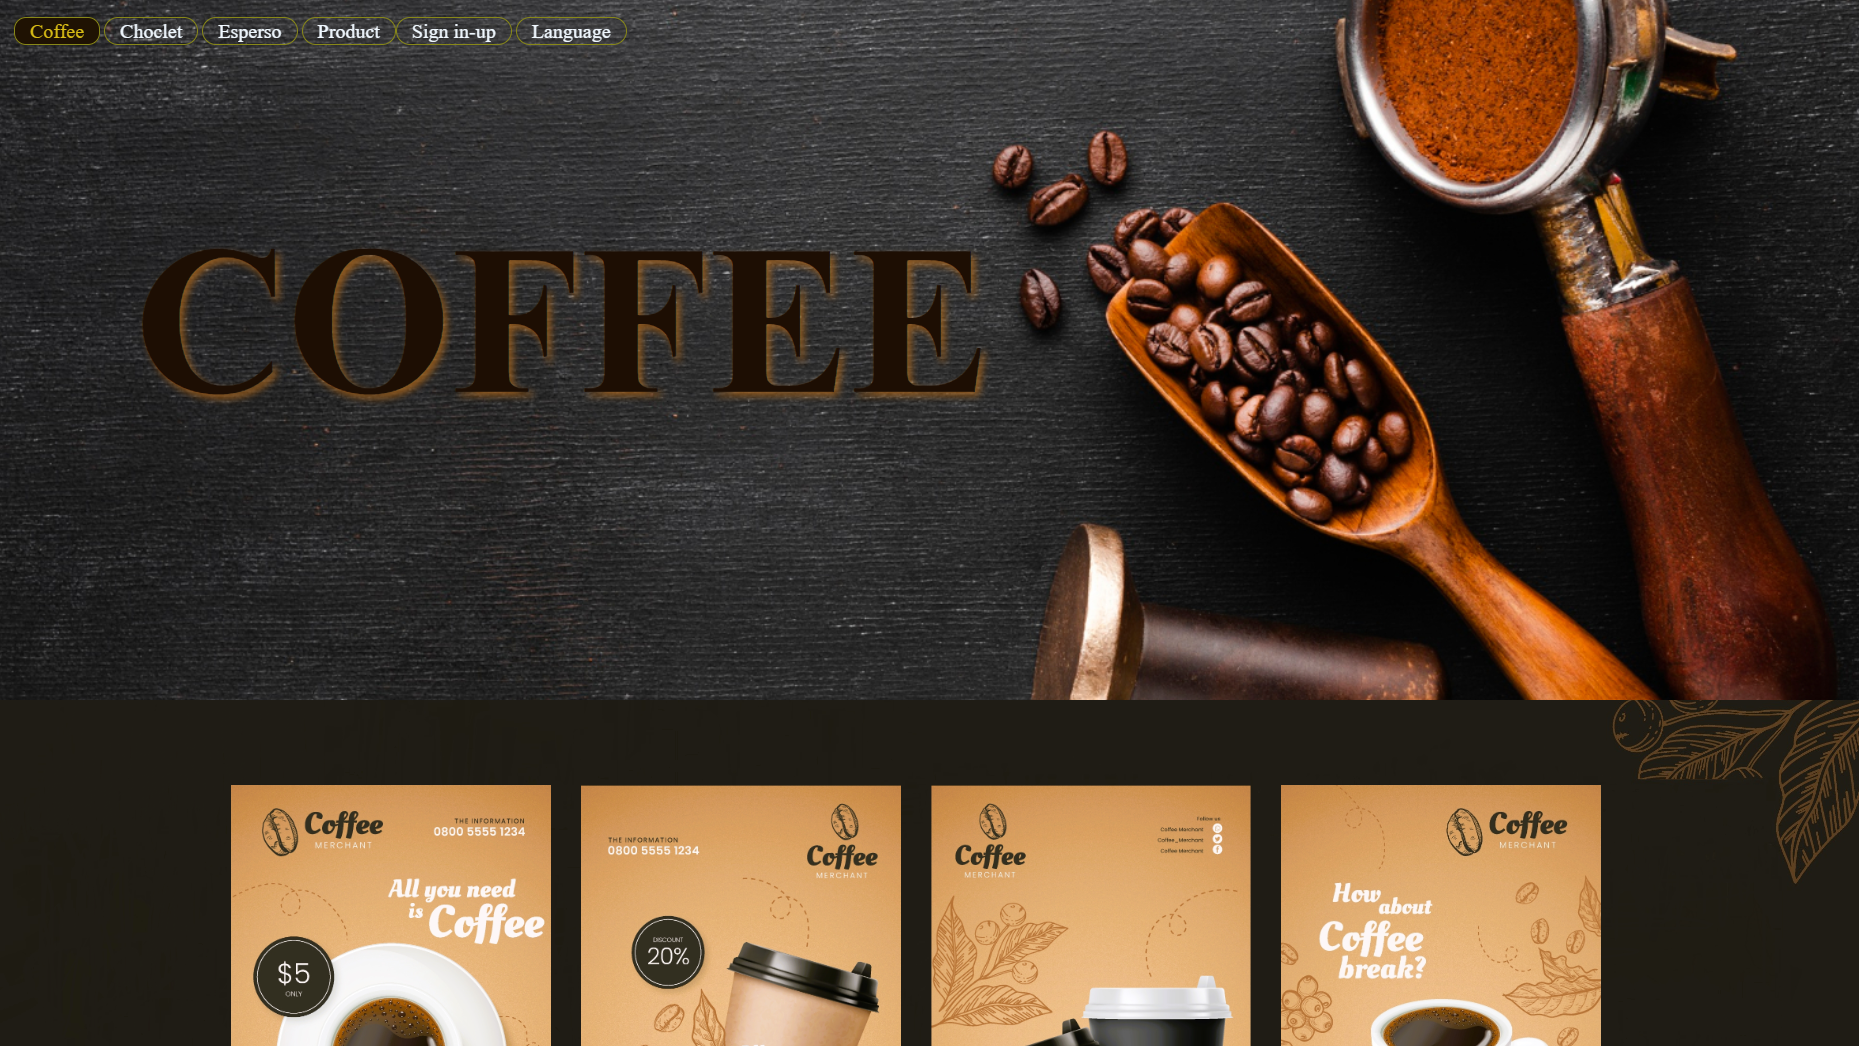 Coffee Choclet Esperso Product Sign in-up Language
COFFEE
Coffee
MERCHANT
THE INFORMATION
0800 5555 1234
All you need
is Coffee
$5
ONLY
THE INFORMATION
0800 5555 1234
Coffee
MERCHANT
DISCOUNT
20%
Coffee
MERCHANT
Follow us
Coffee Merchant
Coffee_Merchant
Coffee Merchant
Coffee
MERCHANT
How about
Coffee
break?